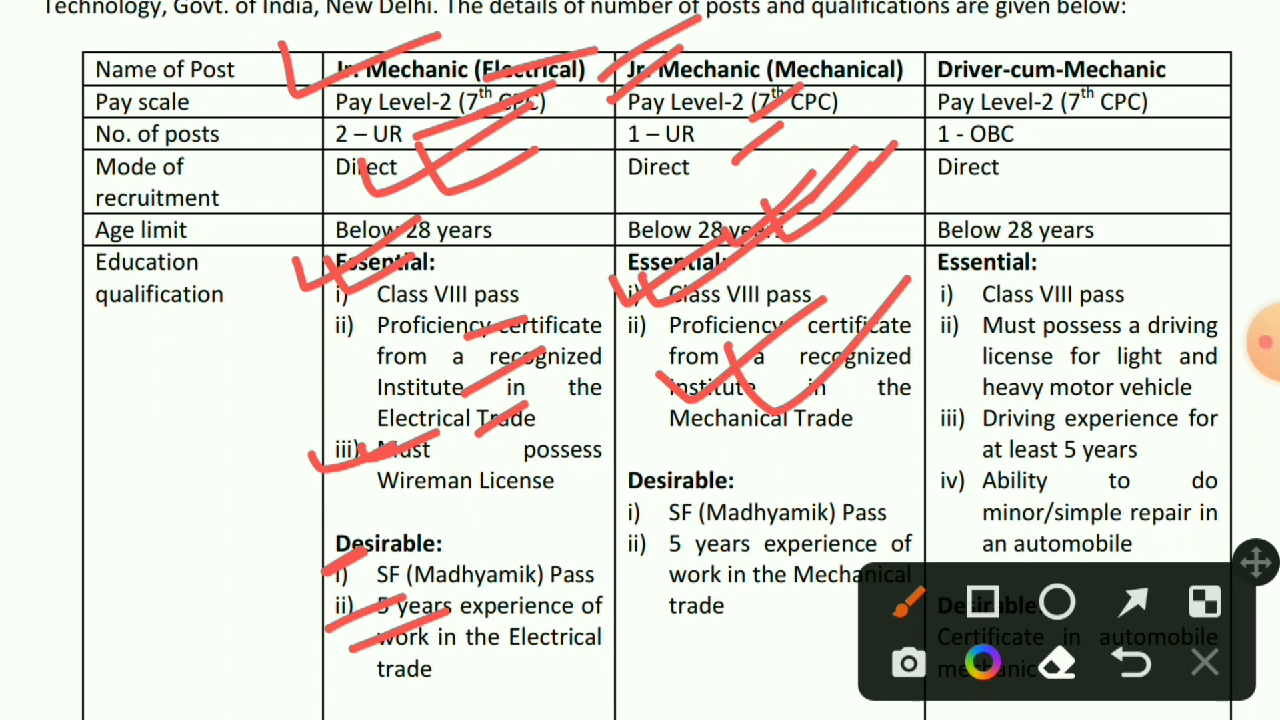 Technology, Govt. of India, New Delhi. The details of number of posts and qualifications are given below:
Name of Post
Jr. Mechanic (Electrical)
Jr. Mechanic (Mechanical)
Driver-cum-Mechanic
Pay scale
Pay Level-2 (7th CPC)
Pay Level-2 (7th CPC)
Pay Level-2 (7th CPC)
No. of posts
2 – UR
1 – UR
1 - OBC
Mode of
recruitment
Direct
Direct
Direct
Age limit
Below 28 years
Below 28 years
Below 28 years
Education
qualification
Essential:
i) Class VIII pass
ii) Proficiency certificate
from a recognized
Institute in the
Electrical Trade
iii) Must possess
Wireman License
Desirable:
i) SF (Madhyamik) Pass
ii) 5 years experience of
work in the Electrical
trade
Essential:
i) Class VIII pass
ii) Proficiency certificate
from a recognized
Institute in the
Mechanical Trade
Desirable:
i) SF (Madhyamik) Pass
ii) 5 years experience of
work in the Mechanical
trade
Essential:
i) Class VIII pass
ii) Must possess a driving
license for light and
heavy motor vehicle
iii) Driving experience for
at least 5 years
iv) Ability to do
minor/simple repair in
an automobile
Desirable:
Certificate in automobile
mechanic